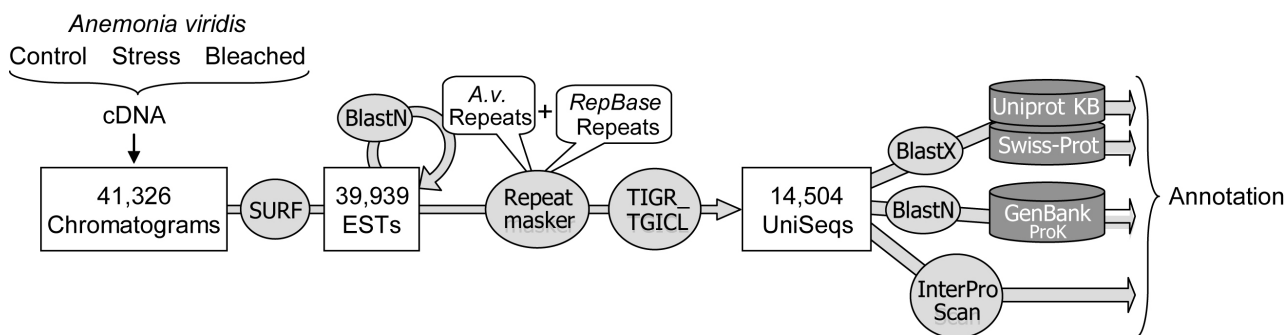 Anemonia viridis
Control Stress Bleached
cDNA
41,326
Chromatograms
SURF
39,939
ESTs
BlastN
A.v.
Repeats
+
RepBase
Repeats
Repeat
masker
TIGR_
TGICL
14,504
UniSeqs
BlastX
Uniprot KB
Swiss-Prot
BlastN
GenBank
ProK
InterPro
Scan
Annotation